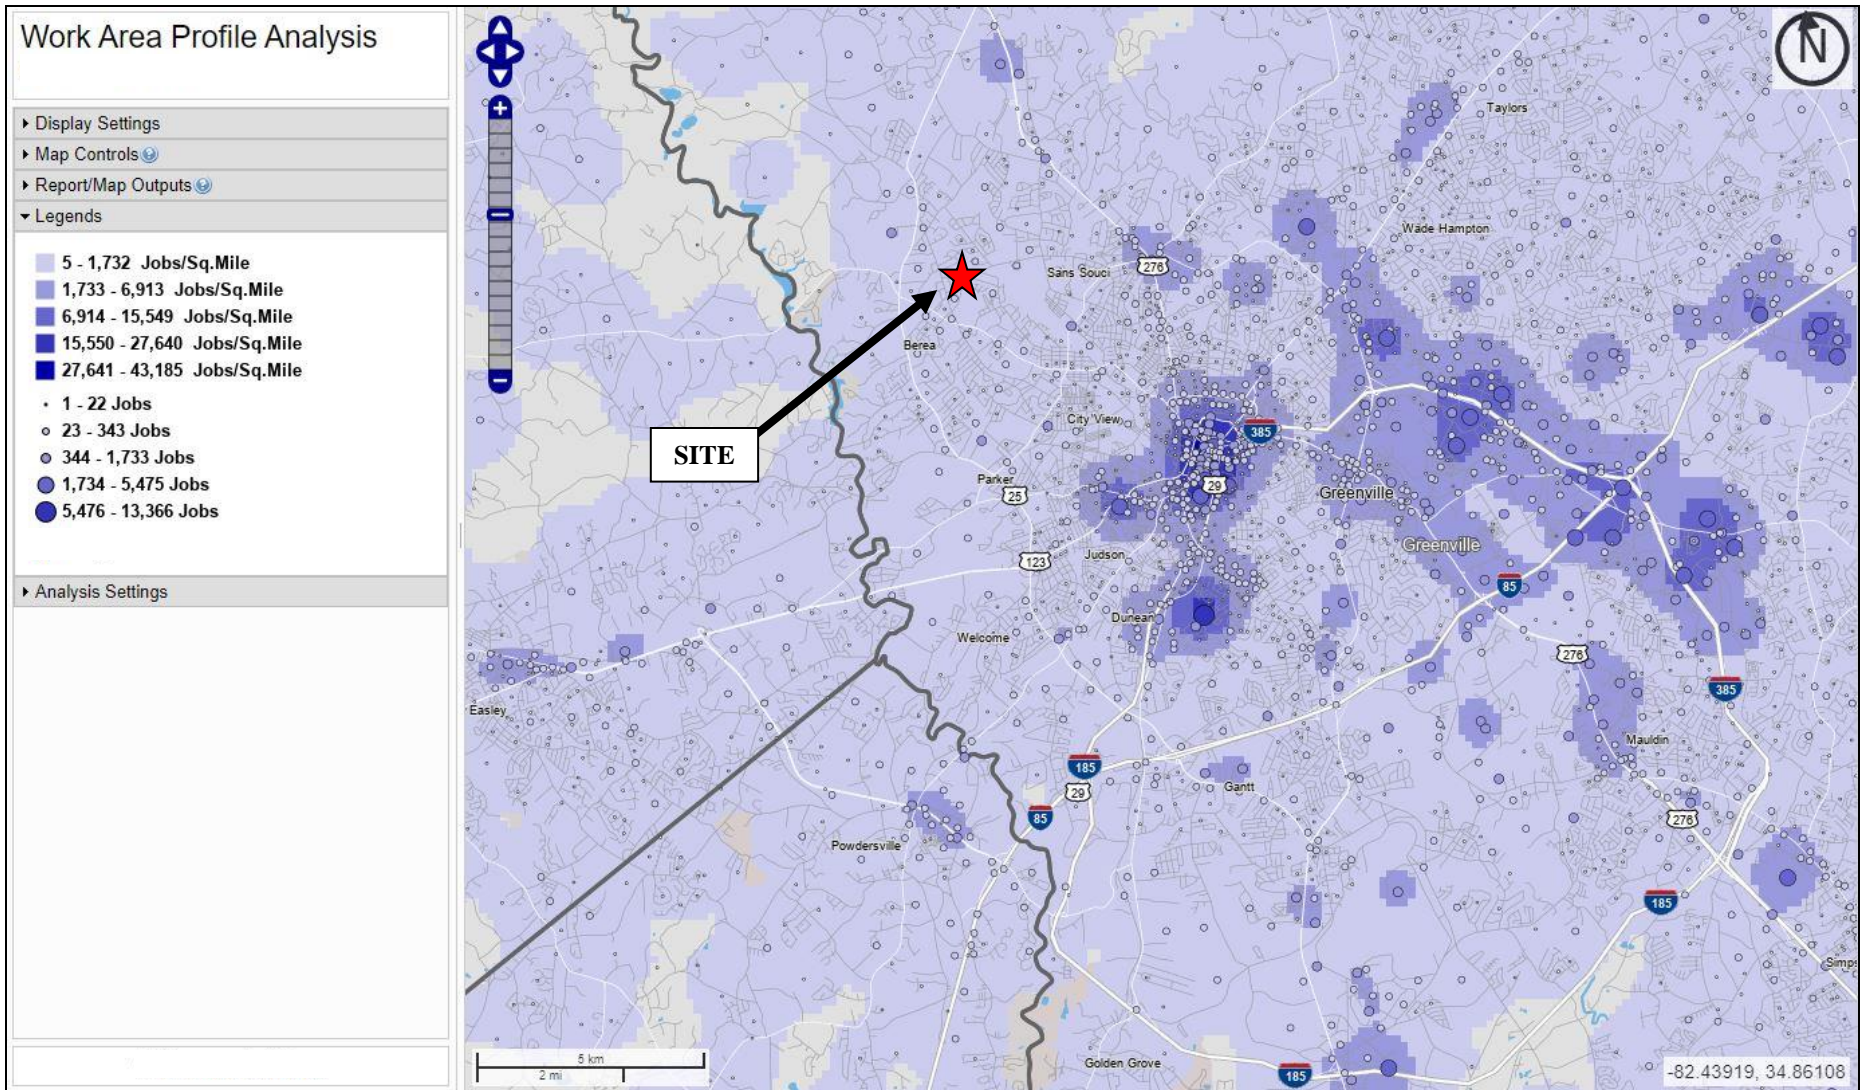 Work Area Profile Analysis
Display Settings
Map Controls
Report/Map Outputs
Legends
5 - 1,732 Jobs/Sq.Mile
1,733 - 6,913 Jobs/Sq.Mile
6,914 - 15,549 Jobs/Sq.Mile
15,550 - 27,640 Jobs/Sq.Mile
27,641 - 43,185 Jobs/Sq.Mile
1 - 22 Jobs
23 - 343 Jobs
344 - 1,733 Jobs
1,734 - 5,475 Jobs
5,476 - 13,366 Jobs
Analysis Settings
N
Taylors
Wade Hampton
276
Sans Souci
Berea
City View
385
SITE
Parker
25
29
Greenville
Greenville
123
Judson
85
Dunean
Welcome
276
385
Easley
Mauldin
185
29
Gantt
85
276
Powdersville
185
Simps
5 km
2 mi
Golden Grove
185
-82.43919, 34.86108